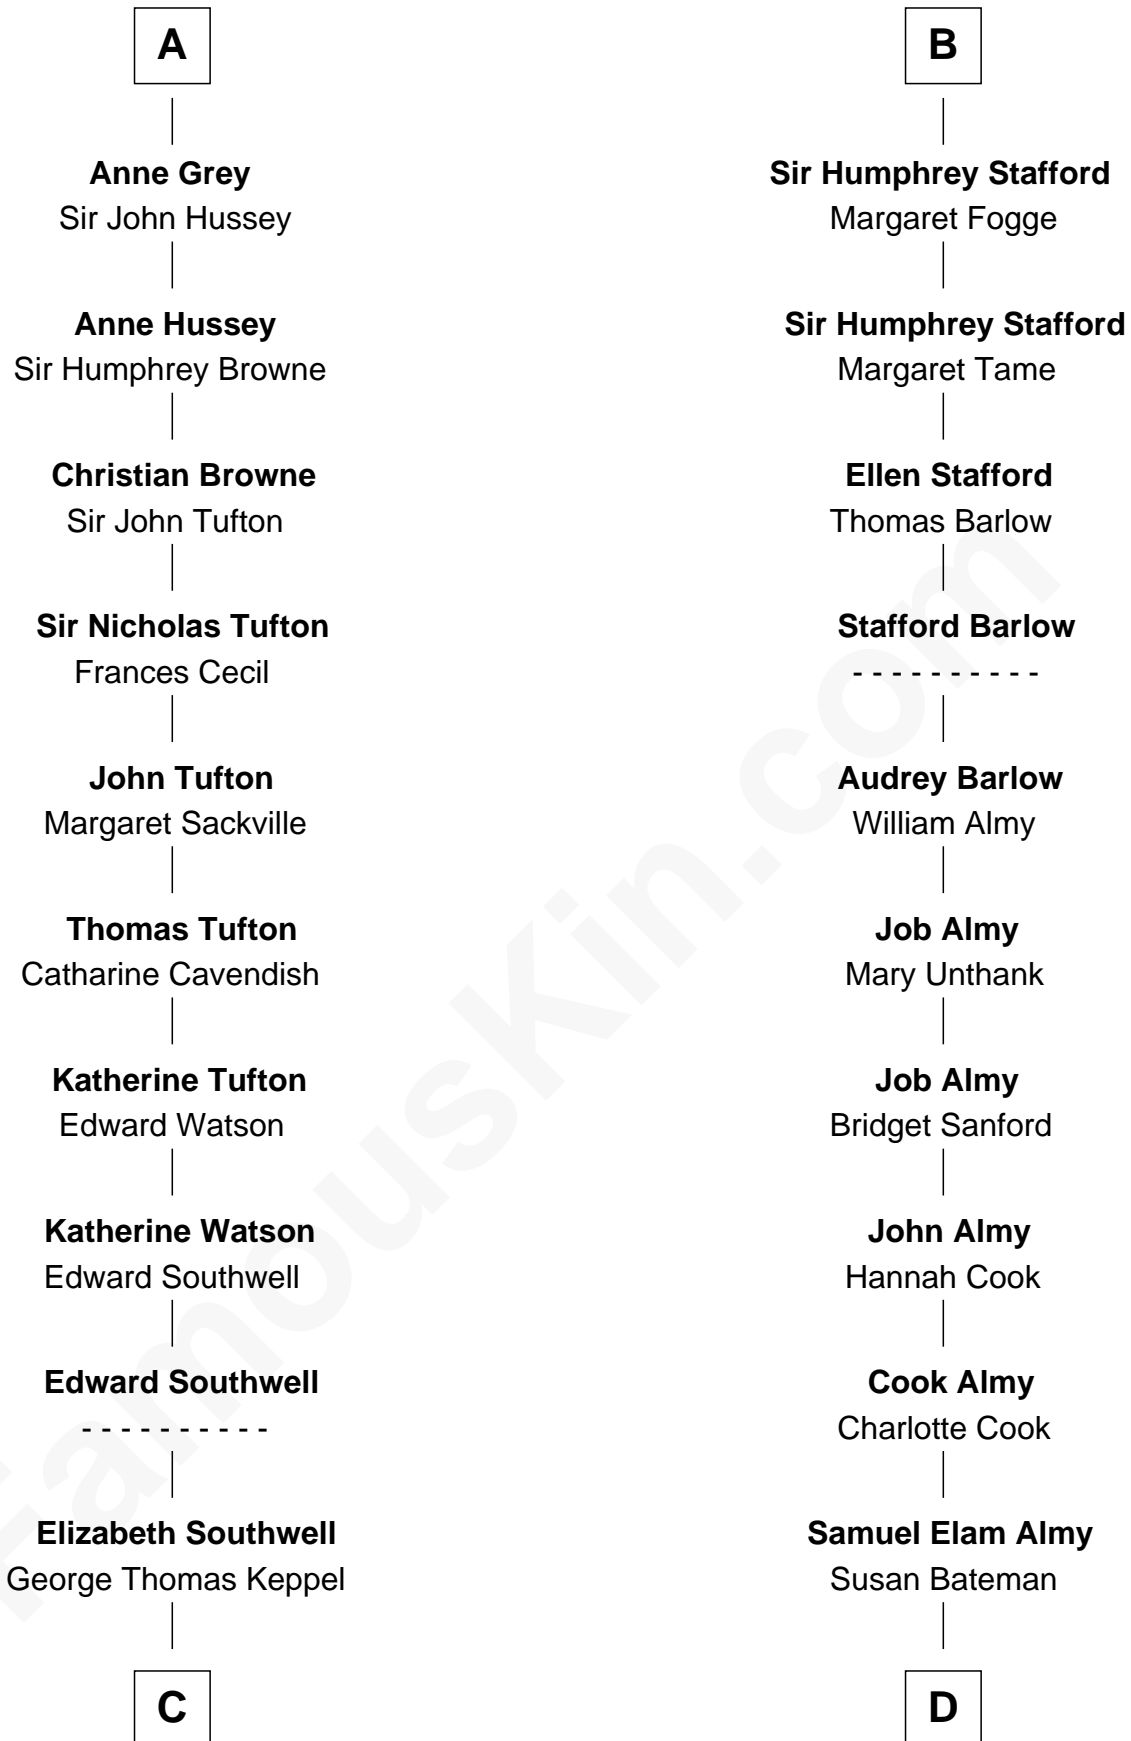 A
Anne Grey
Sir John Hussey
Anne Hussey
Sir Humphrey Browne
Christian Browne
Sir John Tufton
Sir Nicholas Tufton
Frances Cecil
John Tufton
Margaret Sackville
Thomas Tufton
Catharine Cavendish
Katherine Tufton
Edward Watson
Katherine Watson
Edward Southwell
Edward Southwell
- - - - - - - - - -
Elizabeth Southwell
George Thomas Keppel
C
B
Sir Humphrey Stafford
Margaret Fogge
Sir Humphrey Stafford
Margaret Tame
Ellen Stafford
Thomas Barlow
Stafford Barlow
- - - - - - - - - -
Audrey Barlow
William Almy
Job Almy
Mary Unthank
Job Almy
Bridget Sanford
John Almy
Hannah Cook
Cook Almy
Charlotte Cook
Samuel Elam Almy
Susan Bateman
D
FamousKin.com